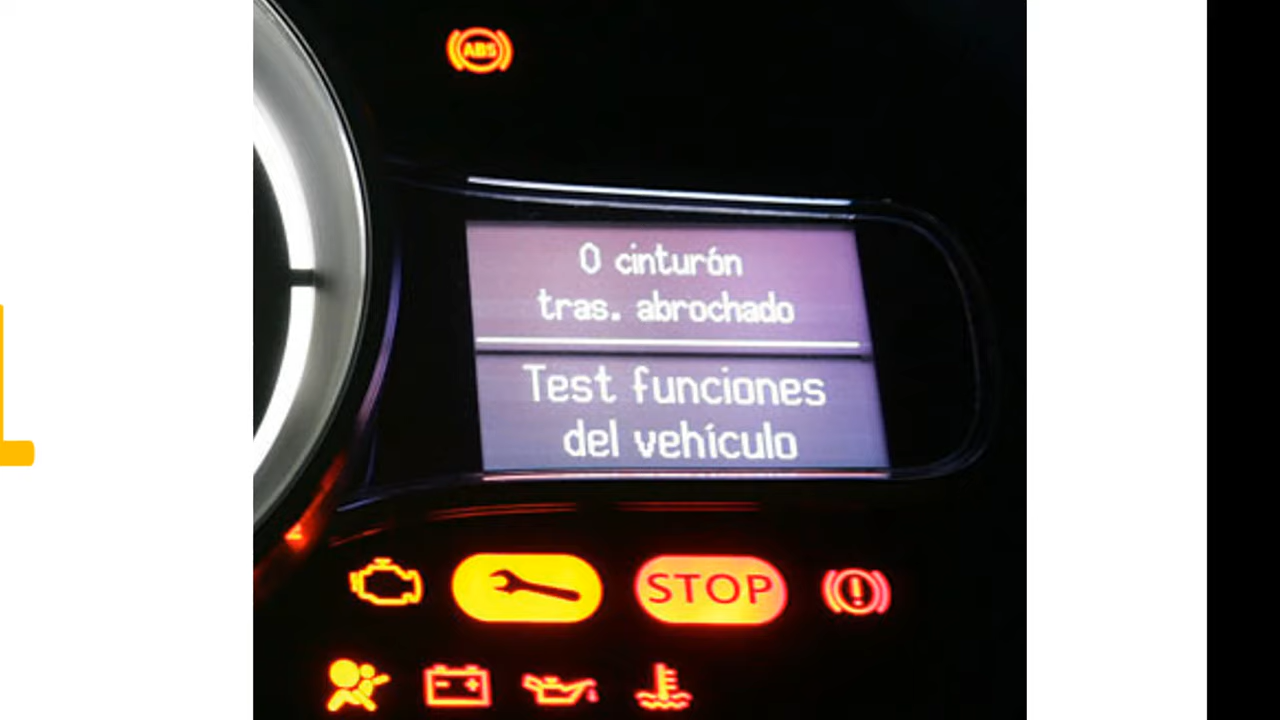 ABS
0 cinturón
tras. abrochado
Test funciones
del vehículo
STOP